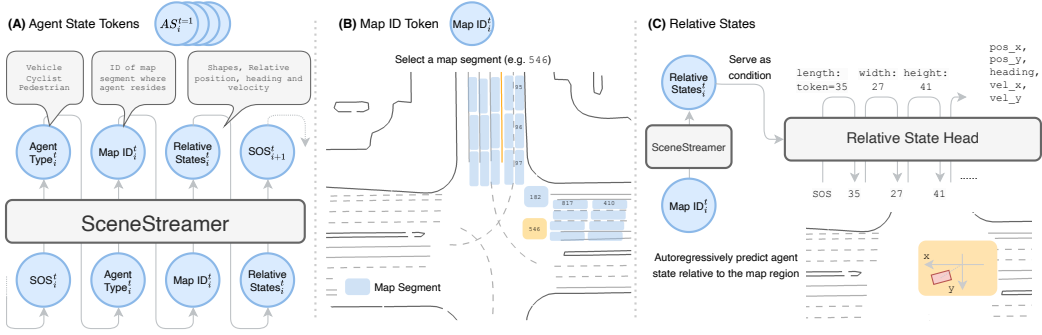 (A) Agent State Tokens
AS_i^{t=1}
Vehicle
Cyclist
Pedestrian
ID of map
segment where
agent resides
Shapes, Relative
position, heading and
velocity
Agent
Type_i^t
Map ID_i^t
Relative
States_i^t
SOS_{i+1}^t
SceneStreamer
SOS_i^t
Agent
Type_i^t
Map ID_i^t
Relative
States_i^t
(B) Map ID Token
Map ID_i^t
Select a map segment (e.g. 546)
95
96
97
182
817
410
546
Map Segment
(C) Relative States
Relative
States_i^t
SceneStreamer
Map ID_i^t
Serve as
condition
length:
token=35
width:
27
height:
41
pos_x,
pos_y,
heading,
vel_x,
vel_y
Relative State Head
SOS
35
27
41
......
Autoregressively predict agent
state relative to the map region
x
y